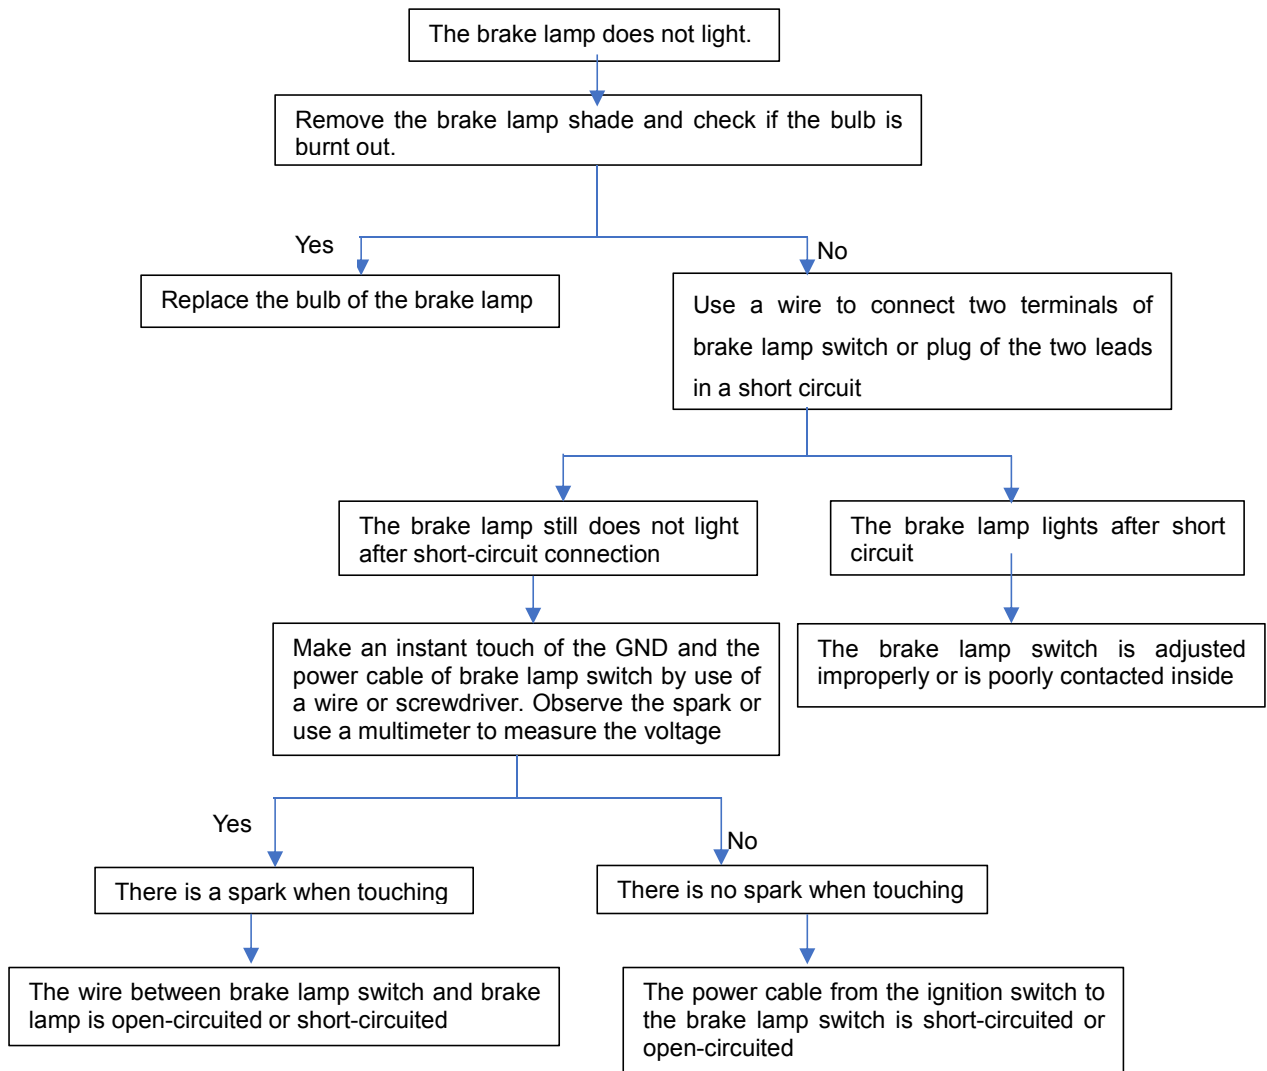 The brake lamp does not light.
Remove the brake lamp shade and check if the bulb is
burnt out.
Yes
No
Replace the bulb of the brake lamp
Use a wire to connect two terminals of
brake lamp switch or plug of the two leads
in a short circuit
The brake lamp still does not light
after short-circuit connection
The brake lamp lights after short
circuit
Make an instant touch of the GND and the
power cable of brake lamp switch by use of
a wire or screwdriver. Observe the spark or
use a multimeter to measure the voltage
The brake lamp switch is adjusted
improperly or is poorly contacted inside
Yes
No
There is a spark when touching
There is no spark when touching
The wire between brake lamp switch and brake
lamp is open-circuited or short-circuited
The power cable from the ignition switch to
the brake lamp switch is short-circuited or
open-circuited